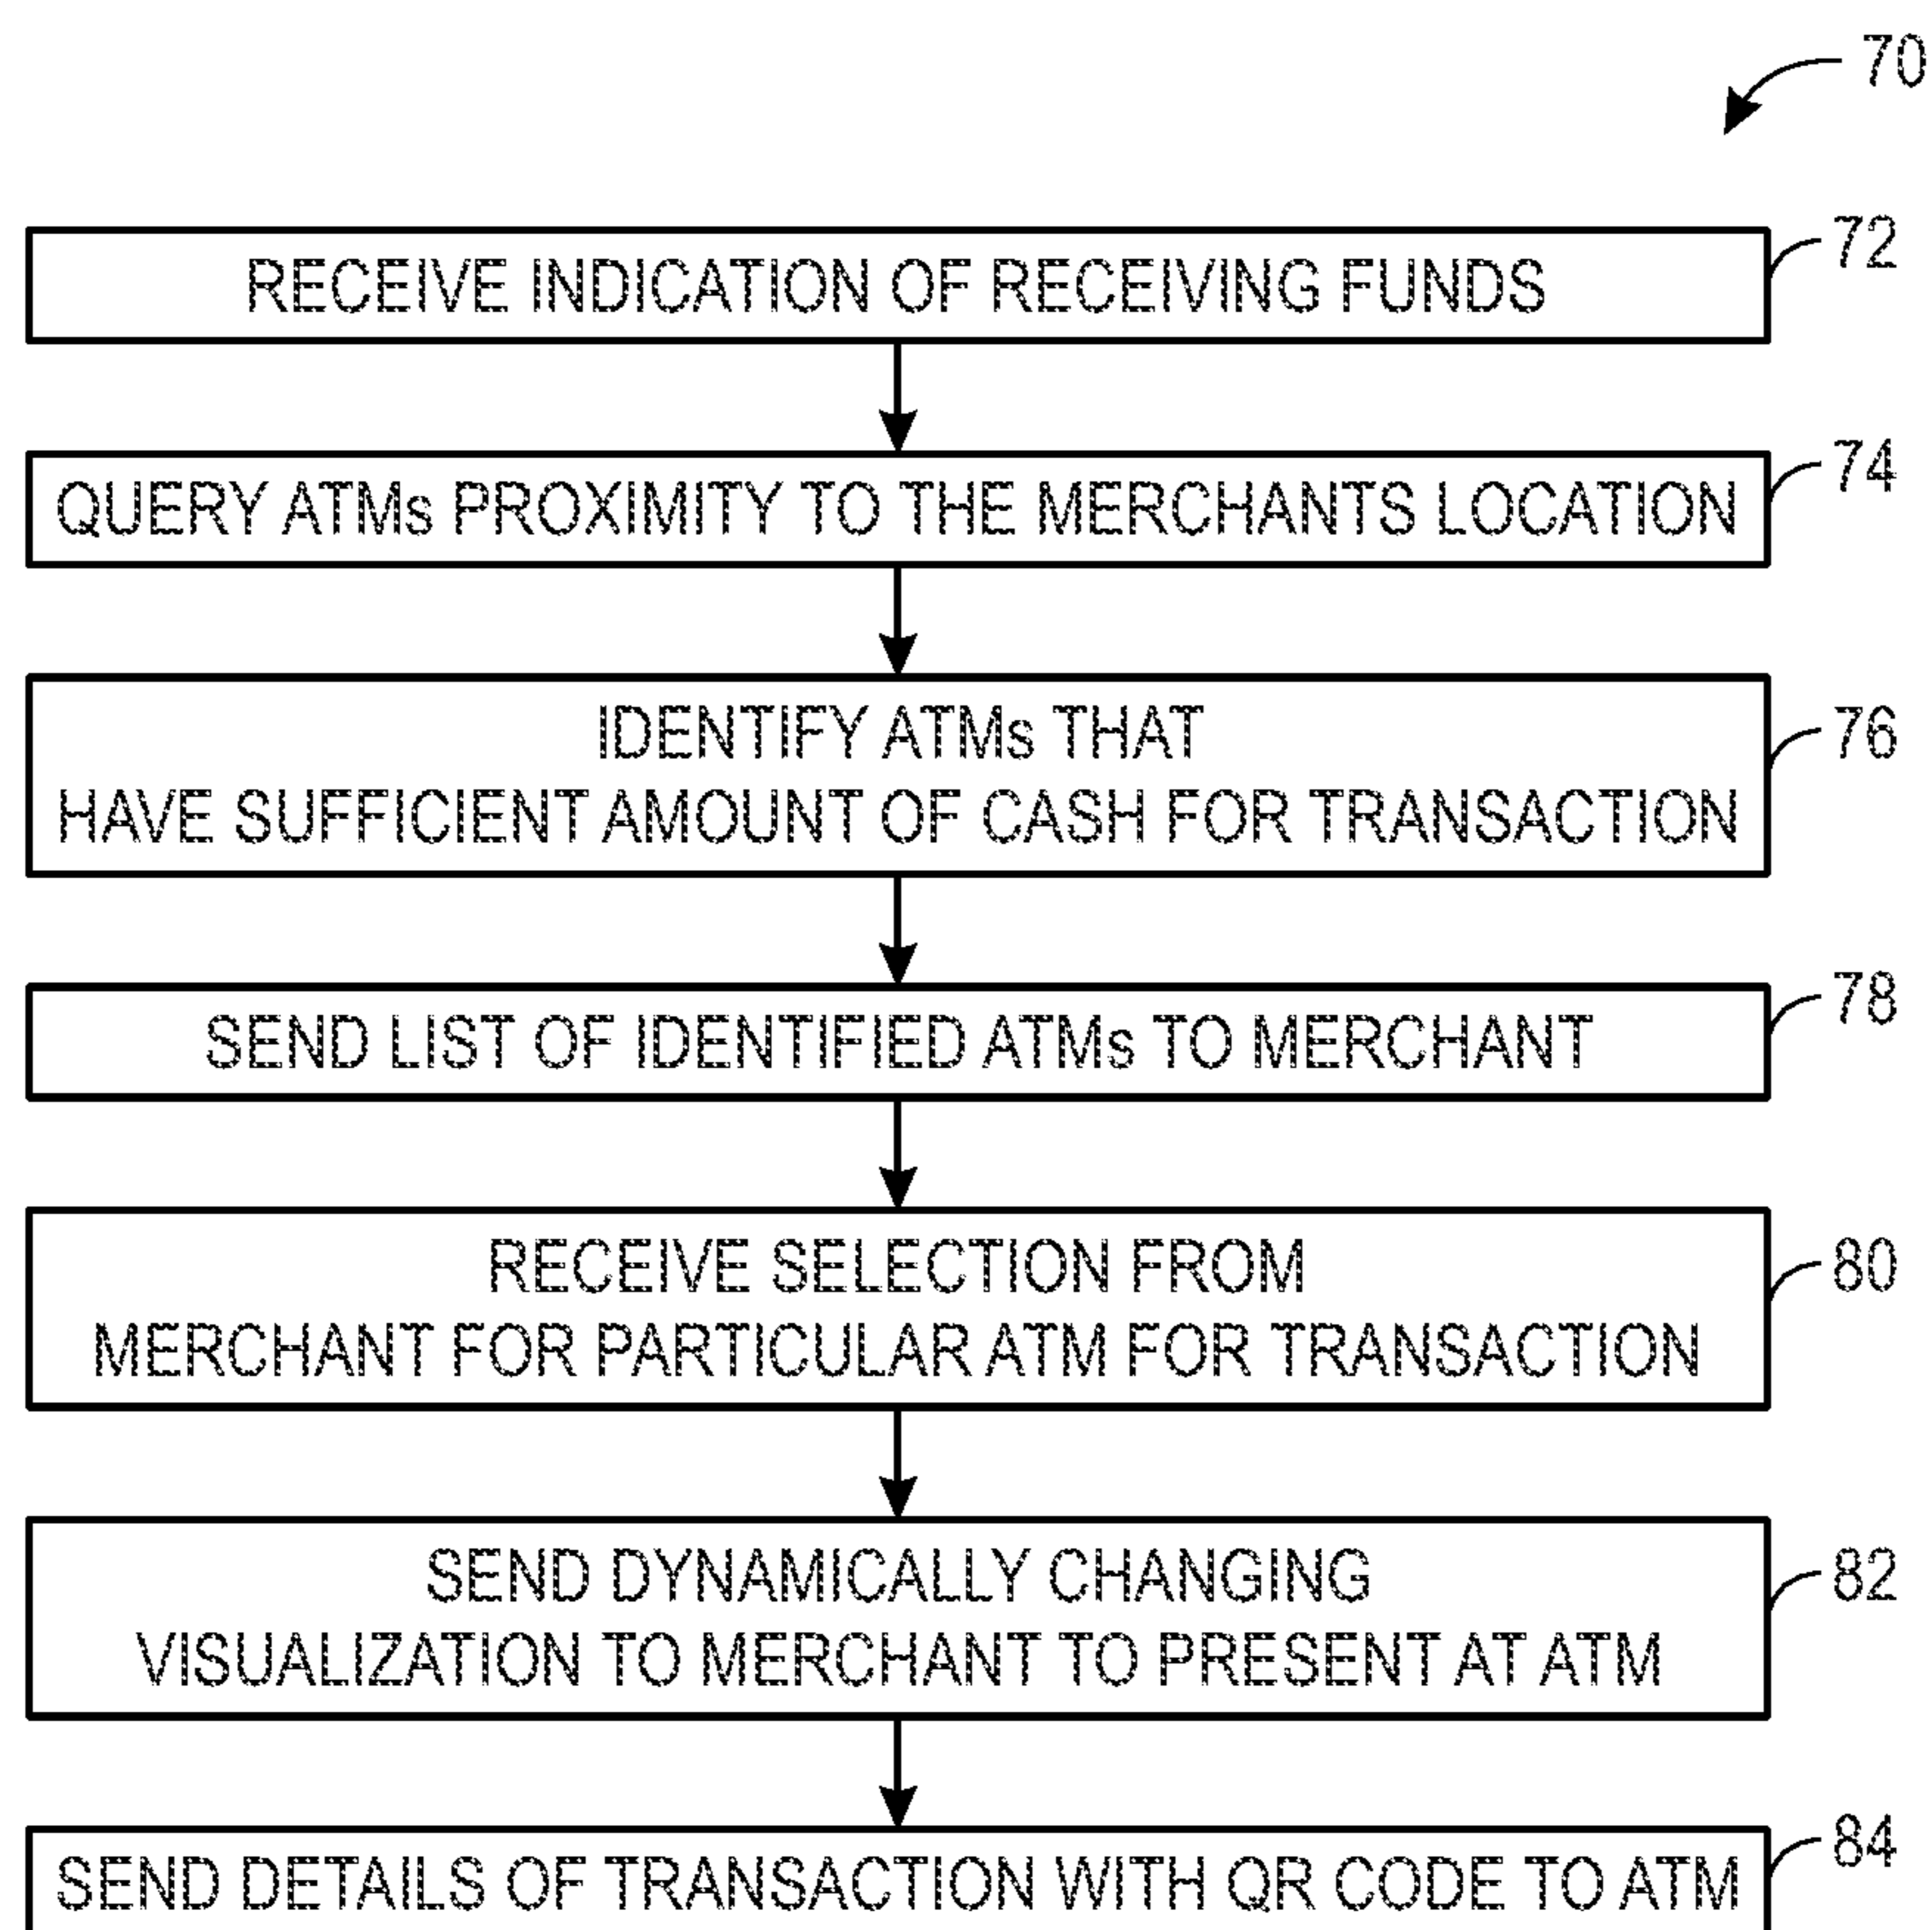 70
RECEIVE INDICATION OF RECEIVING FUNDS
72
QUERY ATMs PROXIMITY TO THE MERCHANTS LOCATION
74
IDENTIFY ATMs THAT
HAVE SUFFICIENT AMOUNT OF CASH FOR TRANSACTION
76
SEND LIST OF IDENTIFIED ATMs TO MERCHANT
78
RECEIVE SELECTION FROM
MERCHANT FOR PARTICULAR ATM FOR TRANSACTION
80
SEND DYNAMICALLY CHANGING
VISUALIZATION TO MERCHANT TO PRESENT AT ATM
82
SEND DETAILS OF TRANSACTION WITH QR CODE TO ATM
84